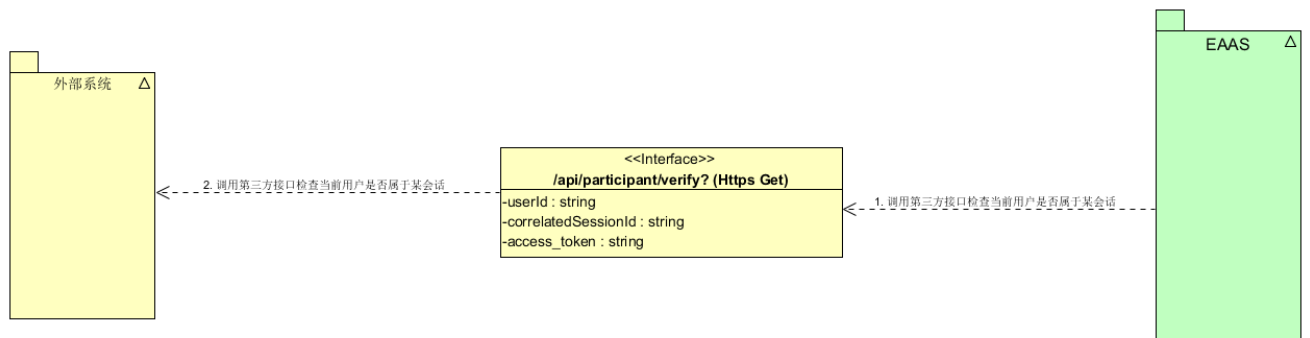 EAAS
外部系统
<<Interface>>
/api/participant/verify? (Https Get)
-userId : string
-correlatedSessionId : string
-access_token : string
2. 调用第三方接口检查当前用户是否属于某会话
1. 调用第三方接口检查当前用户是否属于某会话